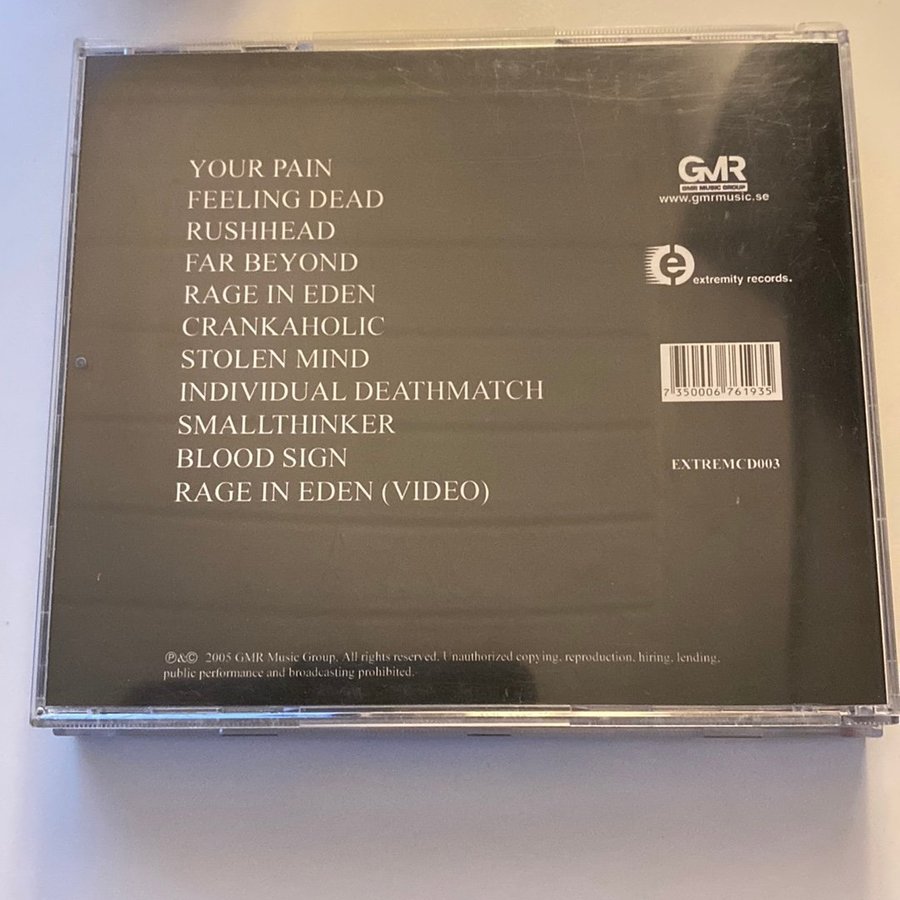 YOUR PAIN
FEELING DEAD
RUSHHEAD
FAR BEYOND
RAGE IN EDEN
CRANKAHOLIC
STOLEN MIND
INDIVIDUAL DEATHMATCH
SMALLTHINKER
BLOOD SIGN
RAGE IN EDEN (VIDEO)
GMR
GMR MUSIC GROUP
www.gmrmusic.se
e
extremity records.
7 350006 761935
EXTREMCD003
℗&© 2005 GMR Music Group. All rights reserved. Unauthorized copying, reproduction, hiring, lending,
public performance and broadcasting prohibited.